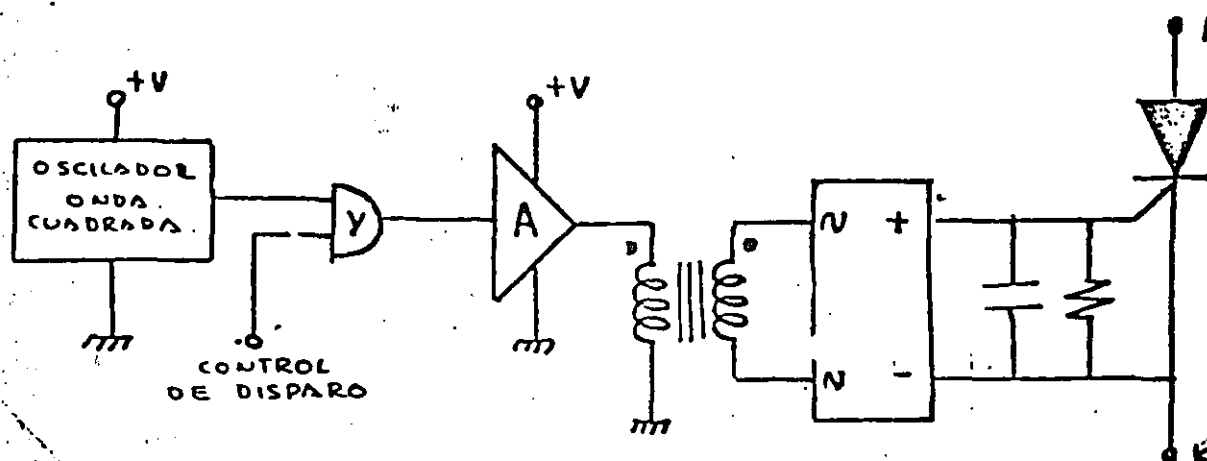 +V
+V
OSCILADOR
ONDA.
CUADRADA.
Y
A
N
+
N
-
CONTROL
DE DISPARO
K